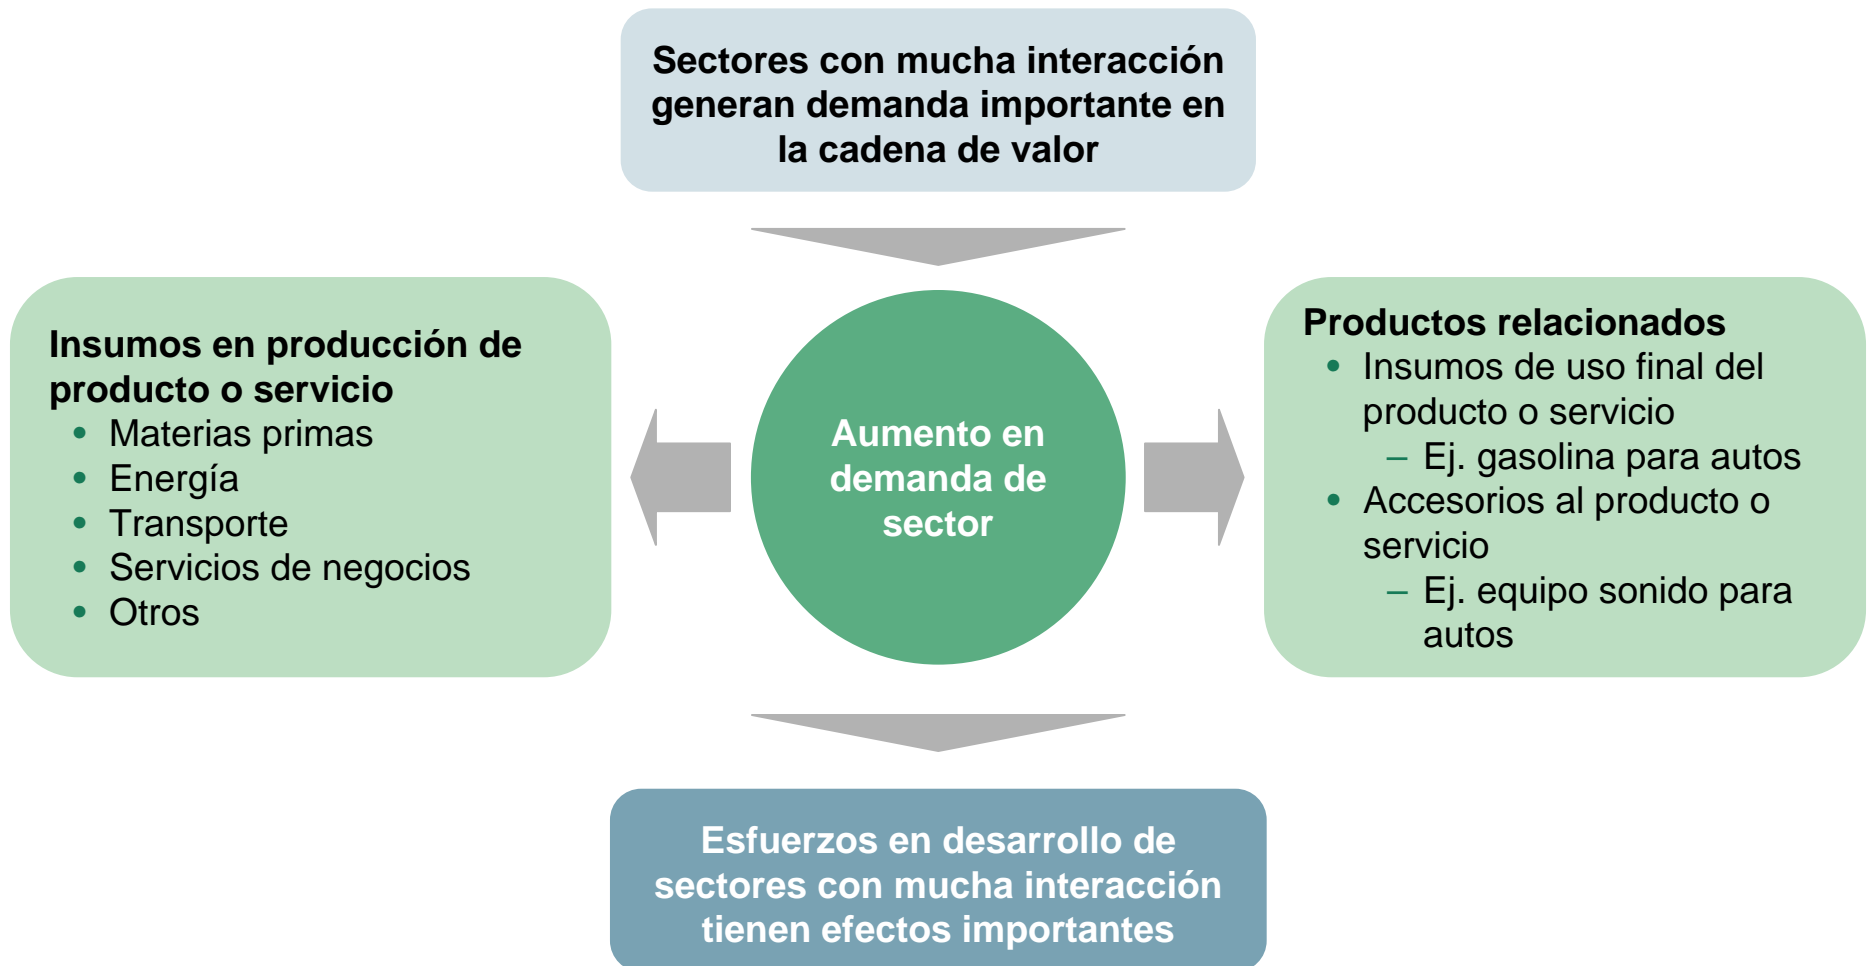 Sectores con mucha interacción
generan demanda importante en
la cadena de valor
Insumos en producción de
producto o servicio
• Materias primas
• Energía
• Transporte
• Servicios de negocios
• Otros
Aumento en
demanda de
sector
Productos relacionados
• Insumos de uso final del
producto o servicio
– Ej. gasolina para autos
• Accesorios al producto o
servicio
– Ej. equipo sonido para
autos
Esfuerzos en desarrollo de
sectores con mucha interacción
tienen efectos importantes